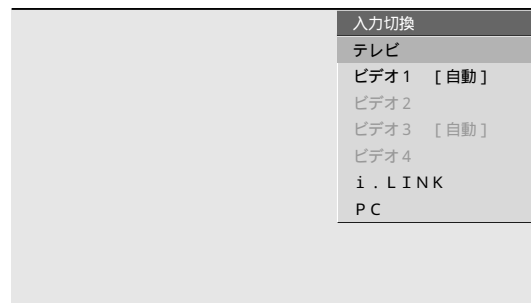 入力切換
テレビ
ビデオ１　［自動］
ビデオ２
ビデオ３　［自動］
ビデオ４
ｉ．ＬＩＮＫ
ＰＣ